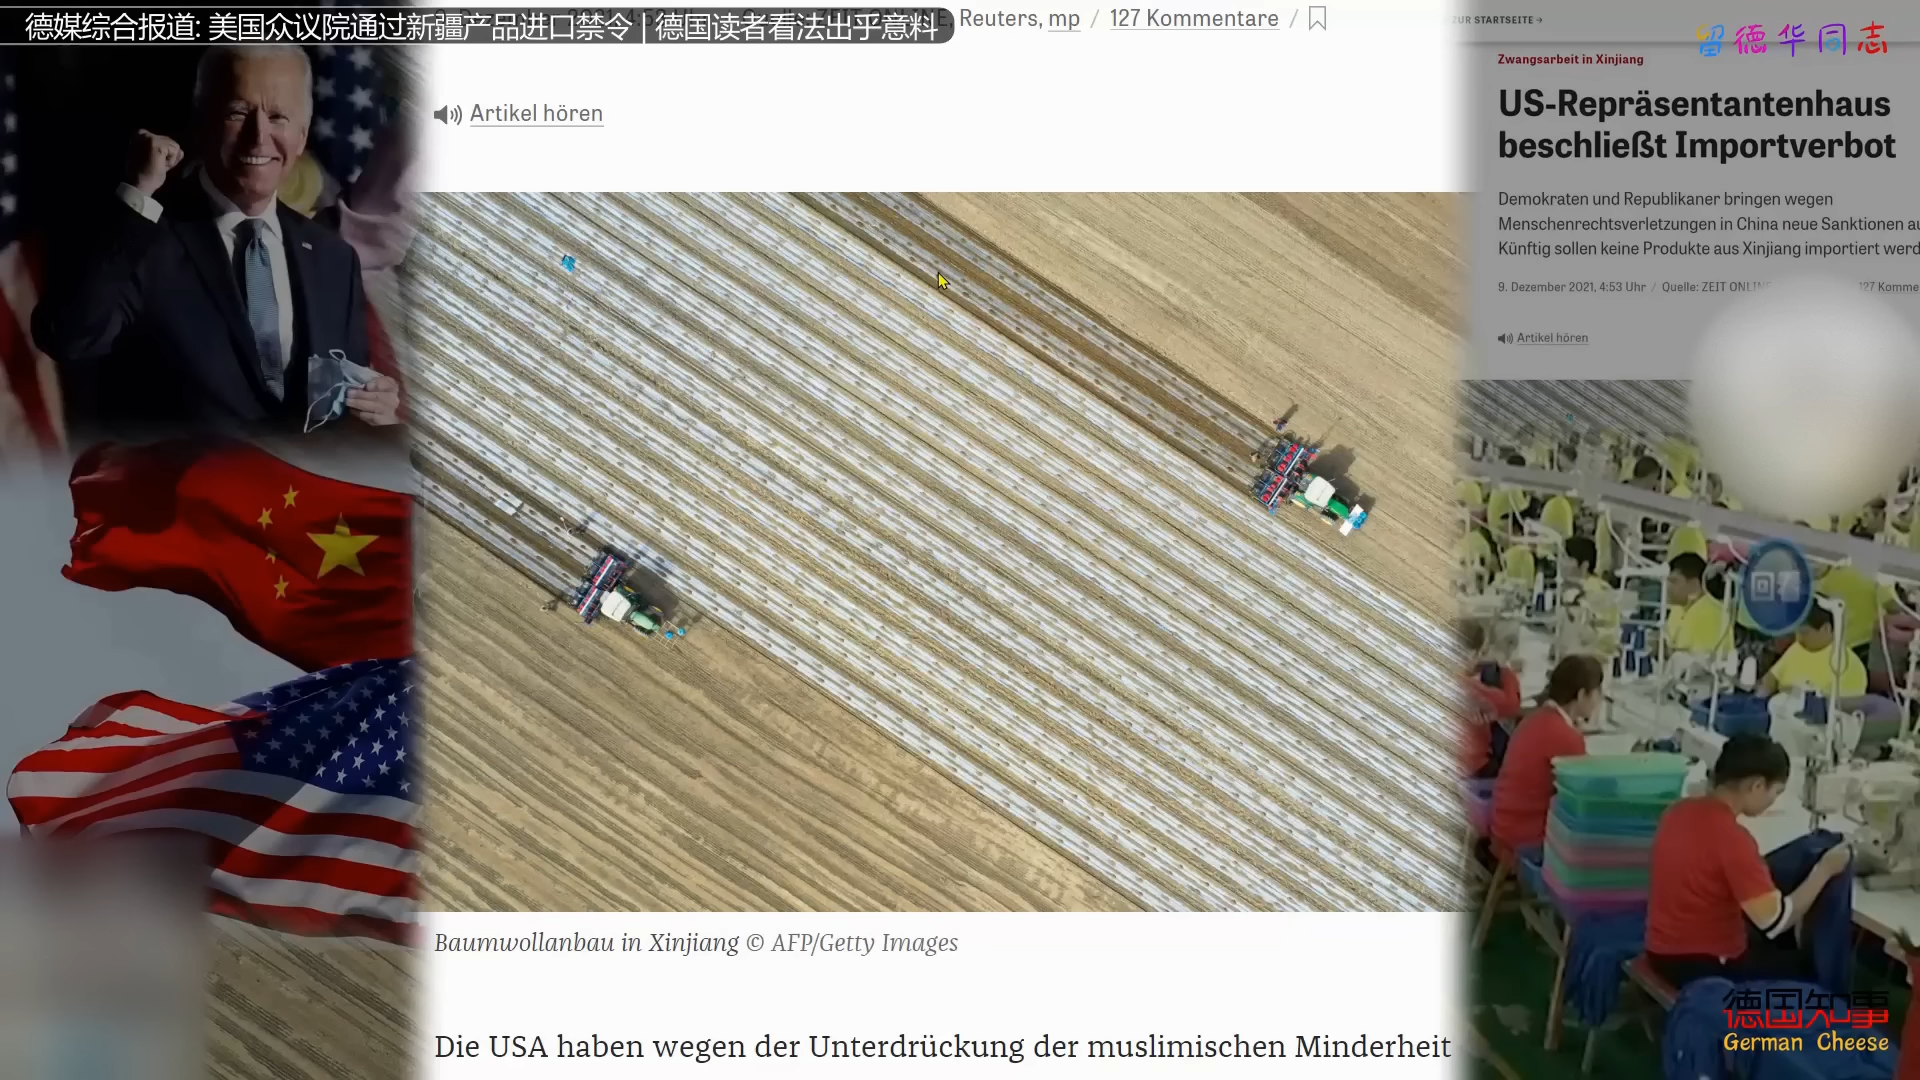 德媒综合报道: 美国众议院通过新疆产品进口禁令 | 德国读者看法出乎意料
Reuters, mp / 127 Kommentare /
Artikel hören
Baumwollanbau in Xinjiang © AFP/Getty Images
Die USA haben wegen der Unterdrückung der muslimischen Minderheit
ZUR STARTSEITE
留德华同志
Zwangsarbeit in Xinjiang
US-Repräsentantenhaus
beschließt Importverbot
Demokraten und Republikaner bringen wegen
Menschenrechtsverletzungen in China neue Sanktionen
Künftig sollen keine Produkte aus Xinjiang importiert
9. Dezember 2021, 4:53 Uhr / Quelle: ZEIT
Artikel hören
德国知事
German Cheese